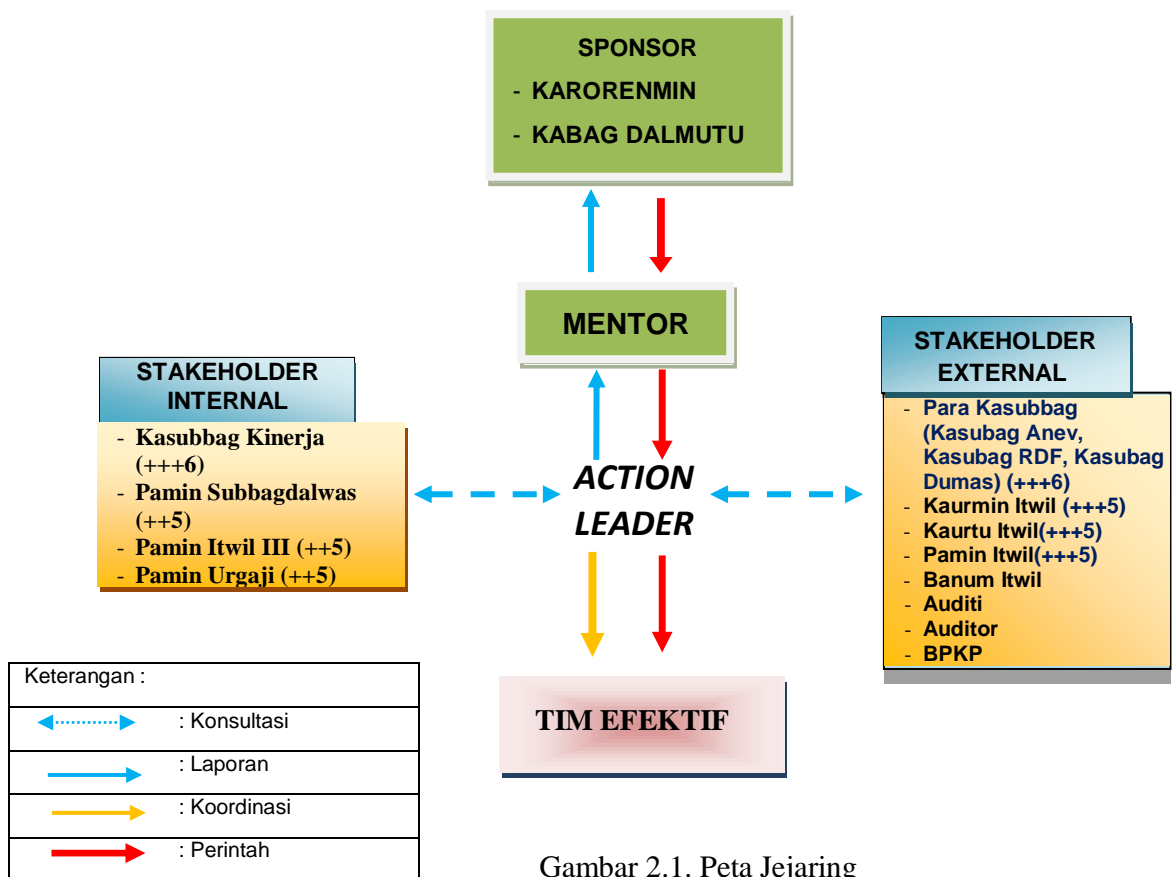 SPONSOR
- KARORENMIN
- KABAG DALMUTU
MENTOR
STAKEHOLDER
INTERNAL
- Kasubbag Kinerja
(+++6)
- Pamin Subbagdalwas
(++5)
- Pamin Itwil III (++5)
- Pamin Urgaji (++5)
ACTION
LEADER
STAKEHOLDER
EXTERNAL
- Para Kasubbag
(Kasubag Anev,
Kasubag RDF, Kasubag
Dumas) (+++6)
- Kaurmin Itwil (+++5)
- Kaurtu Itwil(+++5)
- Pamin Itwil(+++5)
- Banum Itwil
- Auditi
- Auditor
- BPKP
TIM EFEKTIF
Keterangan :
: Konsultasi
: Laporan
: Koordinasi
: Perintah
Gambar 2.1. Peta Jejaring